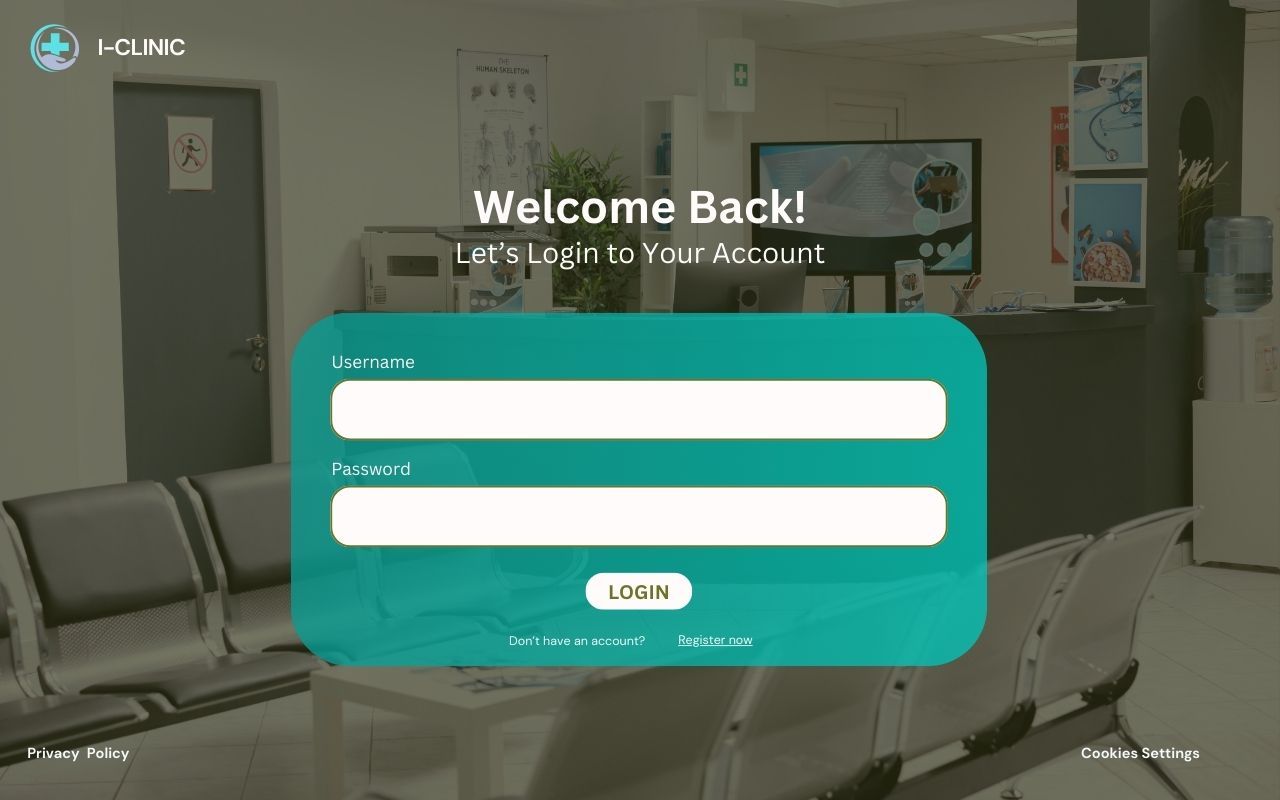 I-CLINIC
THE
HUMAN SKELETON
Welcome Back!
Let's Login to Your Account
Username
Password
LOGIN
Don't have an account? Register now
Privacy Policy
Cookies Settings